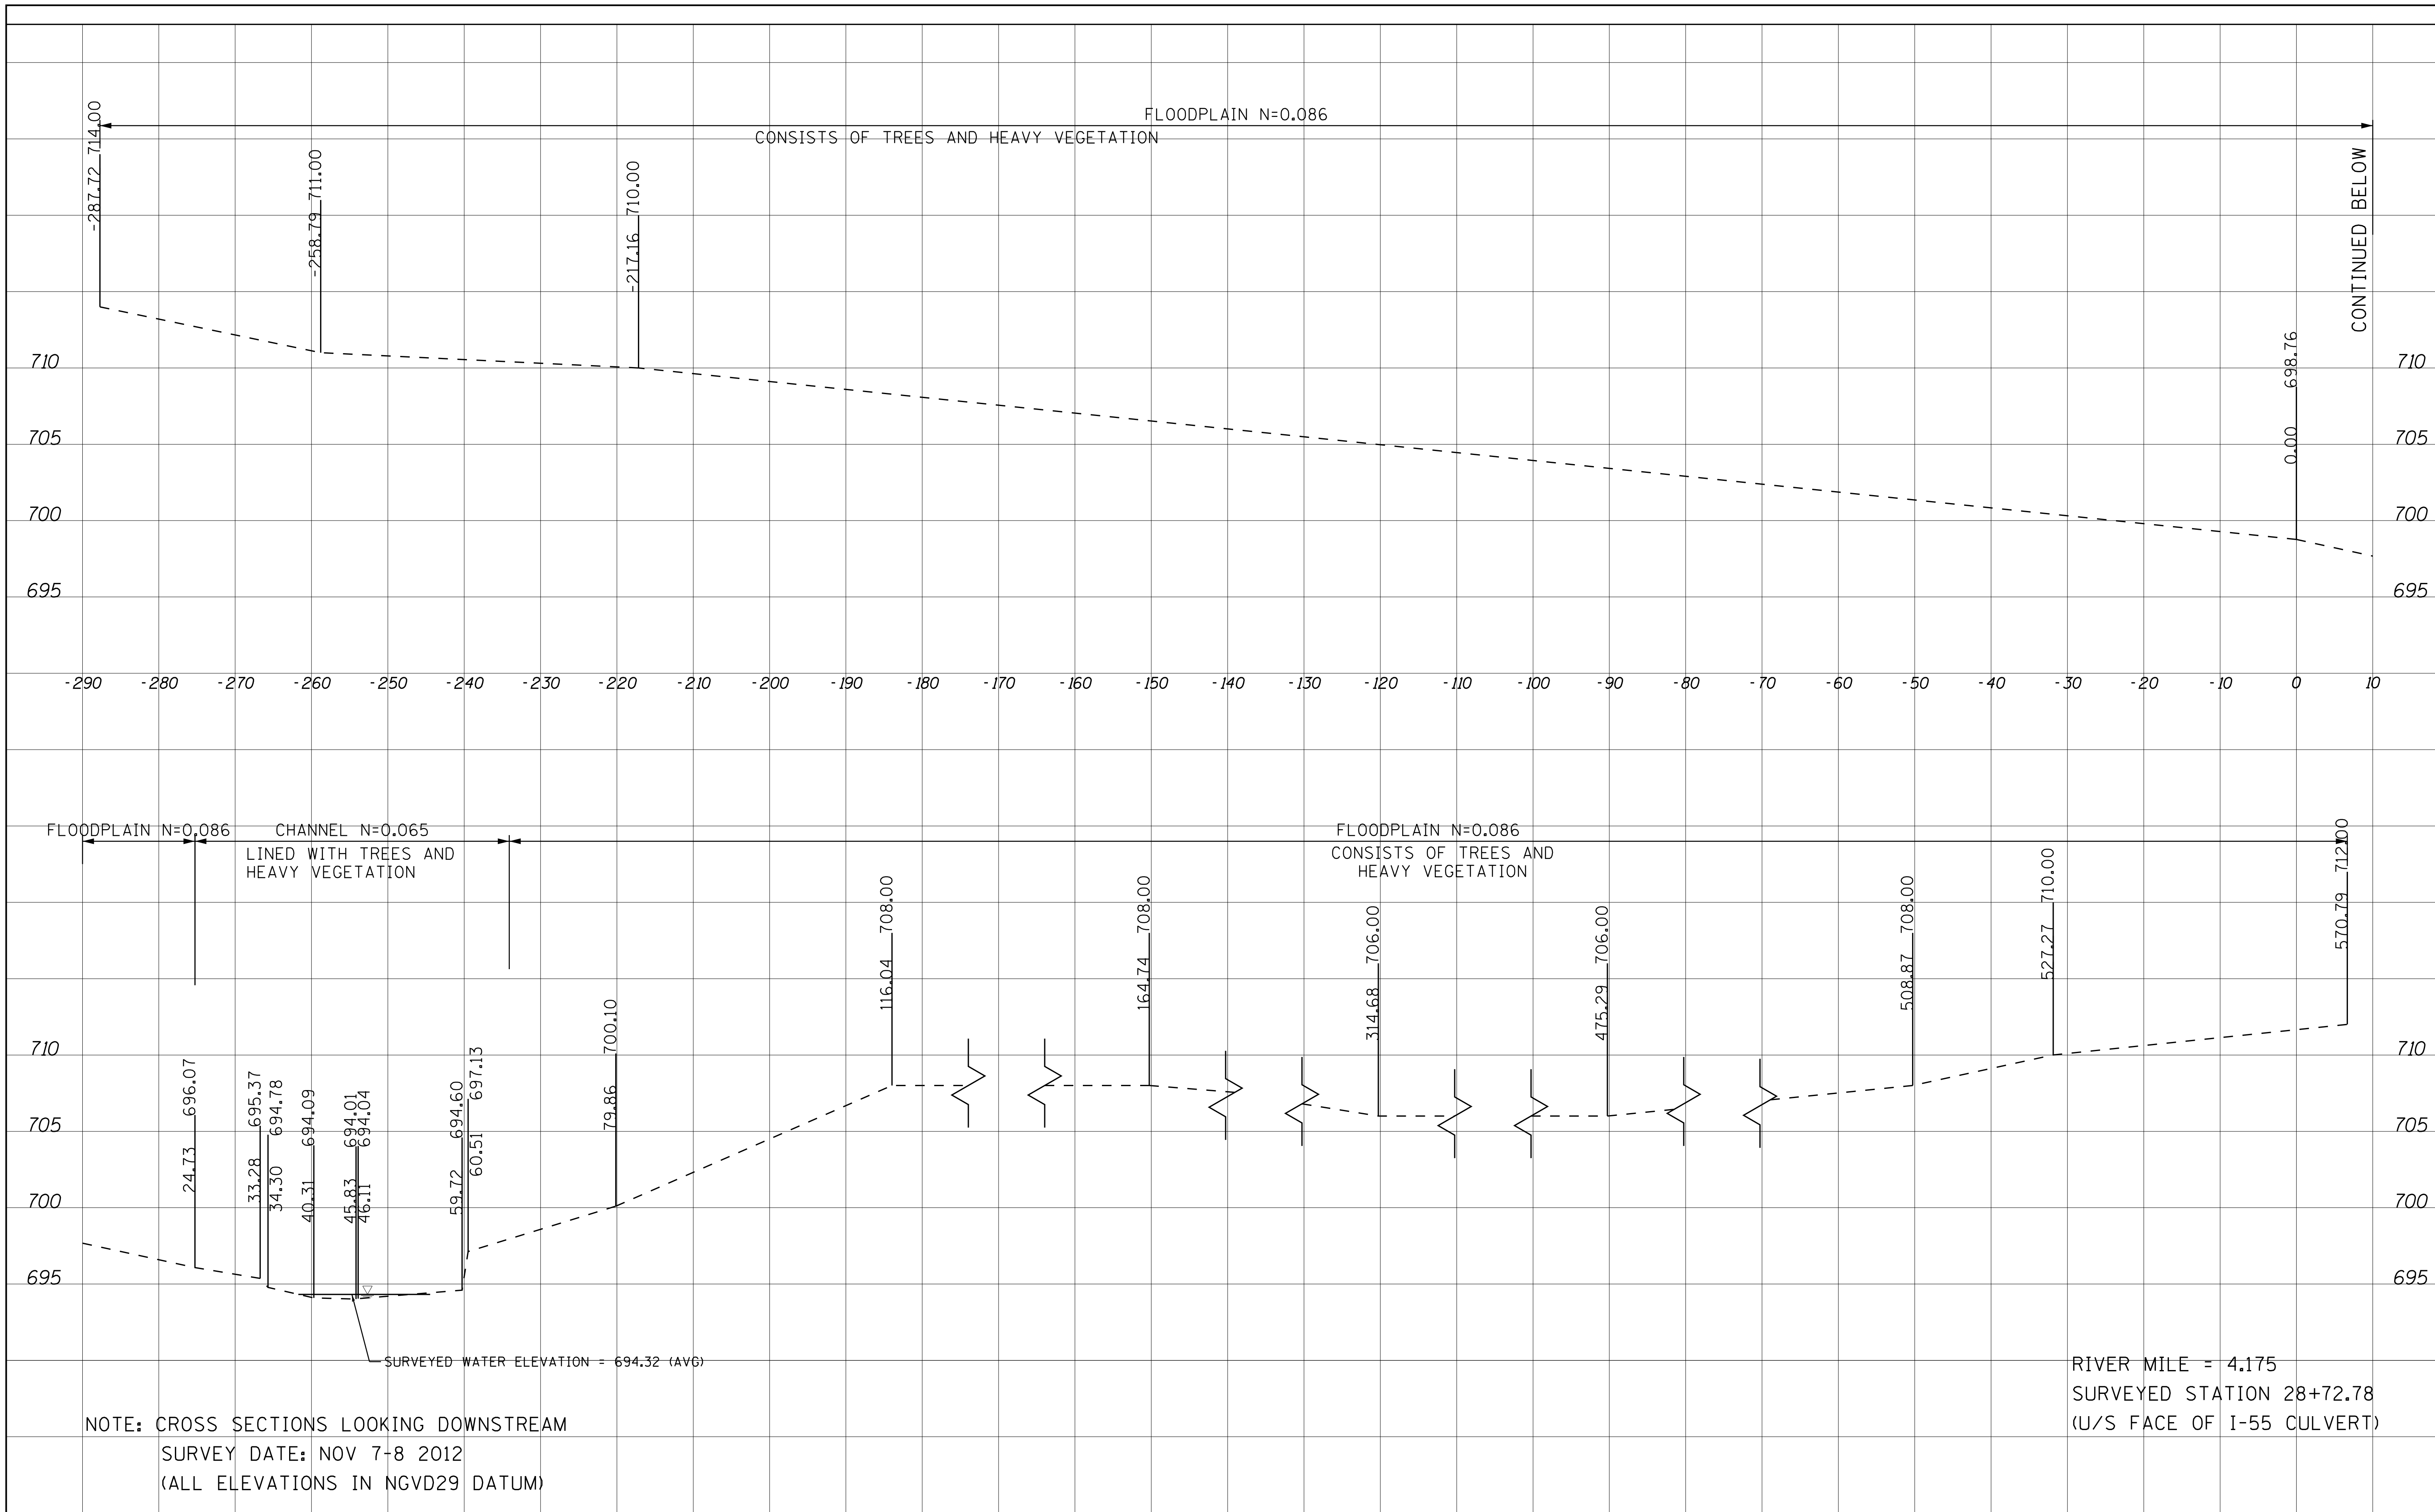 FLOODPLAIN N=0.086
CONSISTS OF TREES AND HEAVY VEGETATION
-287.72 714.00
-258.79 711.00
-217.16 710.00
0.00 698.76
CONTINUED BELOW
710 710
705 705
700 700
695 695
-290 -280 -270 -260 -250 -240 -230 -220 -210 -200 -190 -180 -170 -160 -150 -140 -130 -120 -110 -100 -90 -80 -70 -60 -50 -40 -30 -20 -10 0 10
FLOODPLAIN N=0.086 CHANNEL N=0.065 FLOODPLAIN N=0.086
LINED WITH TREES AND
HEAVY VEGETATION
CONSISTS OF TREES AND
HEAVY VEGETATION
24.73 696.07
33.28 695.37
34.30 694.78
40.31 694.09
45.83 694.01
46.11 694.04
59.72 694.60
60.51 697.13
79.86 700.10
116.04 708.00
164.74 708.00
314.68 706.00
475.29 706.00
508.87 708.00
527.27 710.00
570.79 712.00
710 710
705 705
700 700
695 695
SURVEYED WATER ELEVATION = 694.32 (AVG)
RIVER MILE = 4.175
SURVEYED STATION 28+72.78
(U/S FACE OF I-55 CULVERT)
NOTE: CROSS SECTIONS LOOKING DOWNSTREAM
SURVEY DATE: NOV 7-8 2012
(ALL ELEVATIONS IN NGVD29 DATUM)